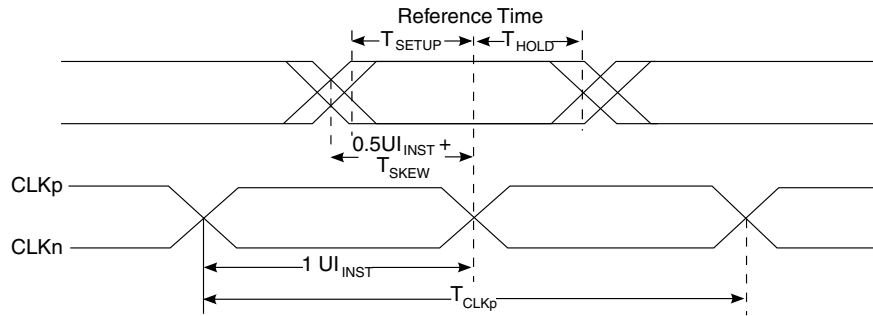 Reference Time
TSETUP THOLD
0.5UIINST +
TSKEW
CLKp
CLKn
1 UIINST
TCLKp